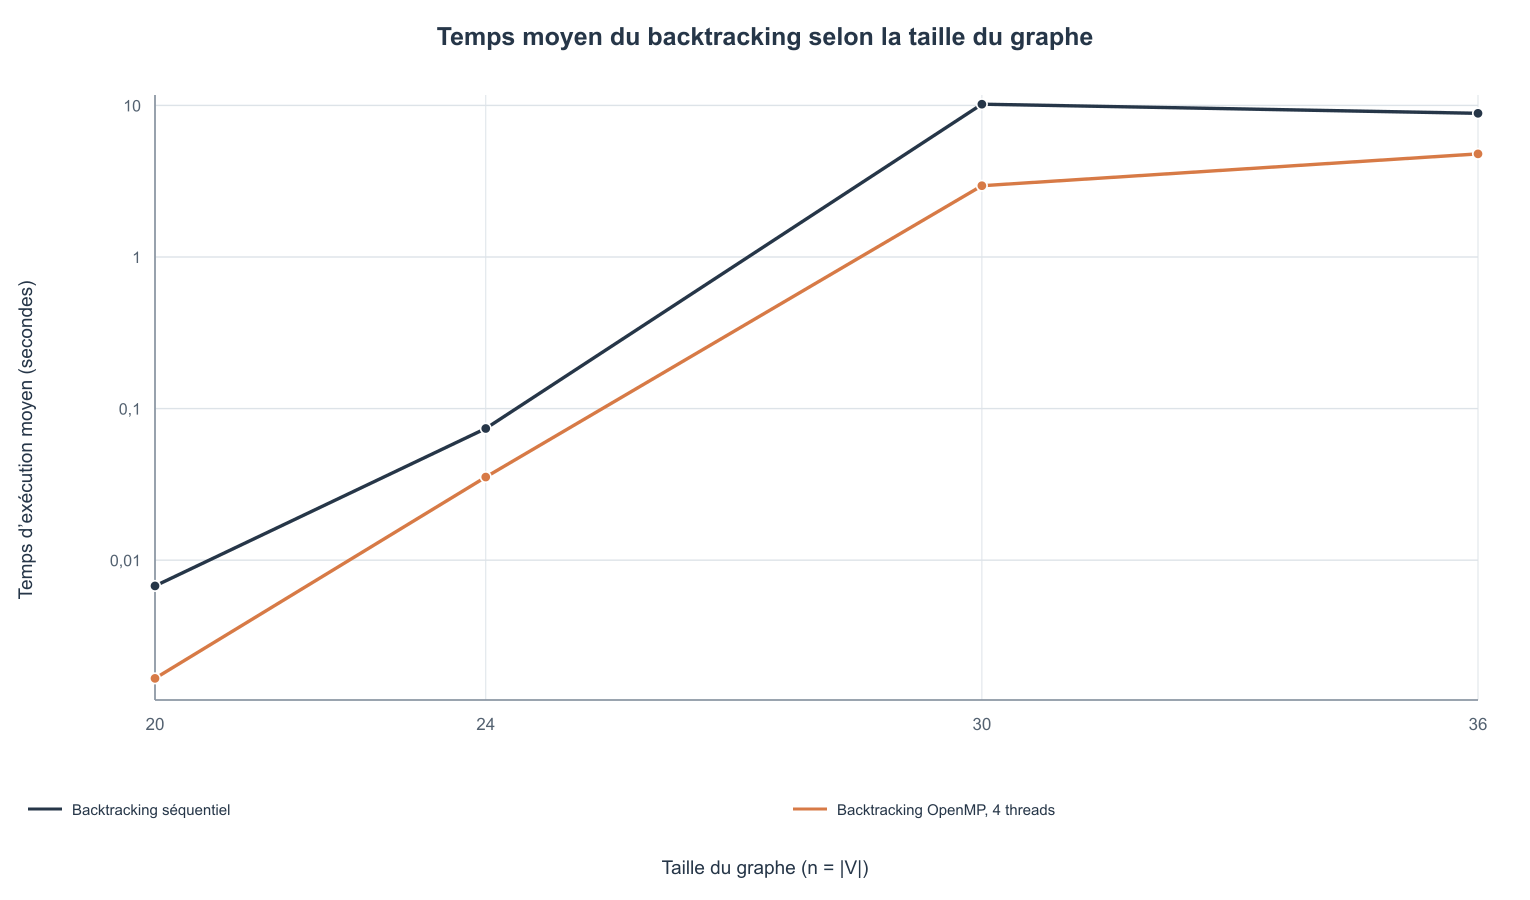 Temps moyen du backtracking selon la taille du graphe
10
1
0,1
0,01
Temps d’exécution moyen (secondes)
20 24 30 36
Backtracking séquentiel
Backtracking OpenMP, 4 threads
Taille du graphe (n = |V|)